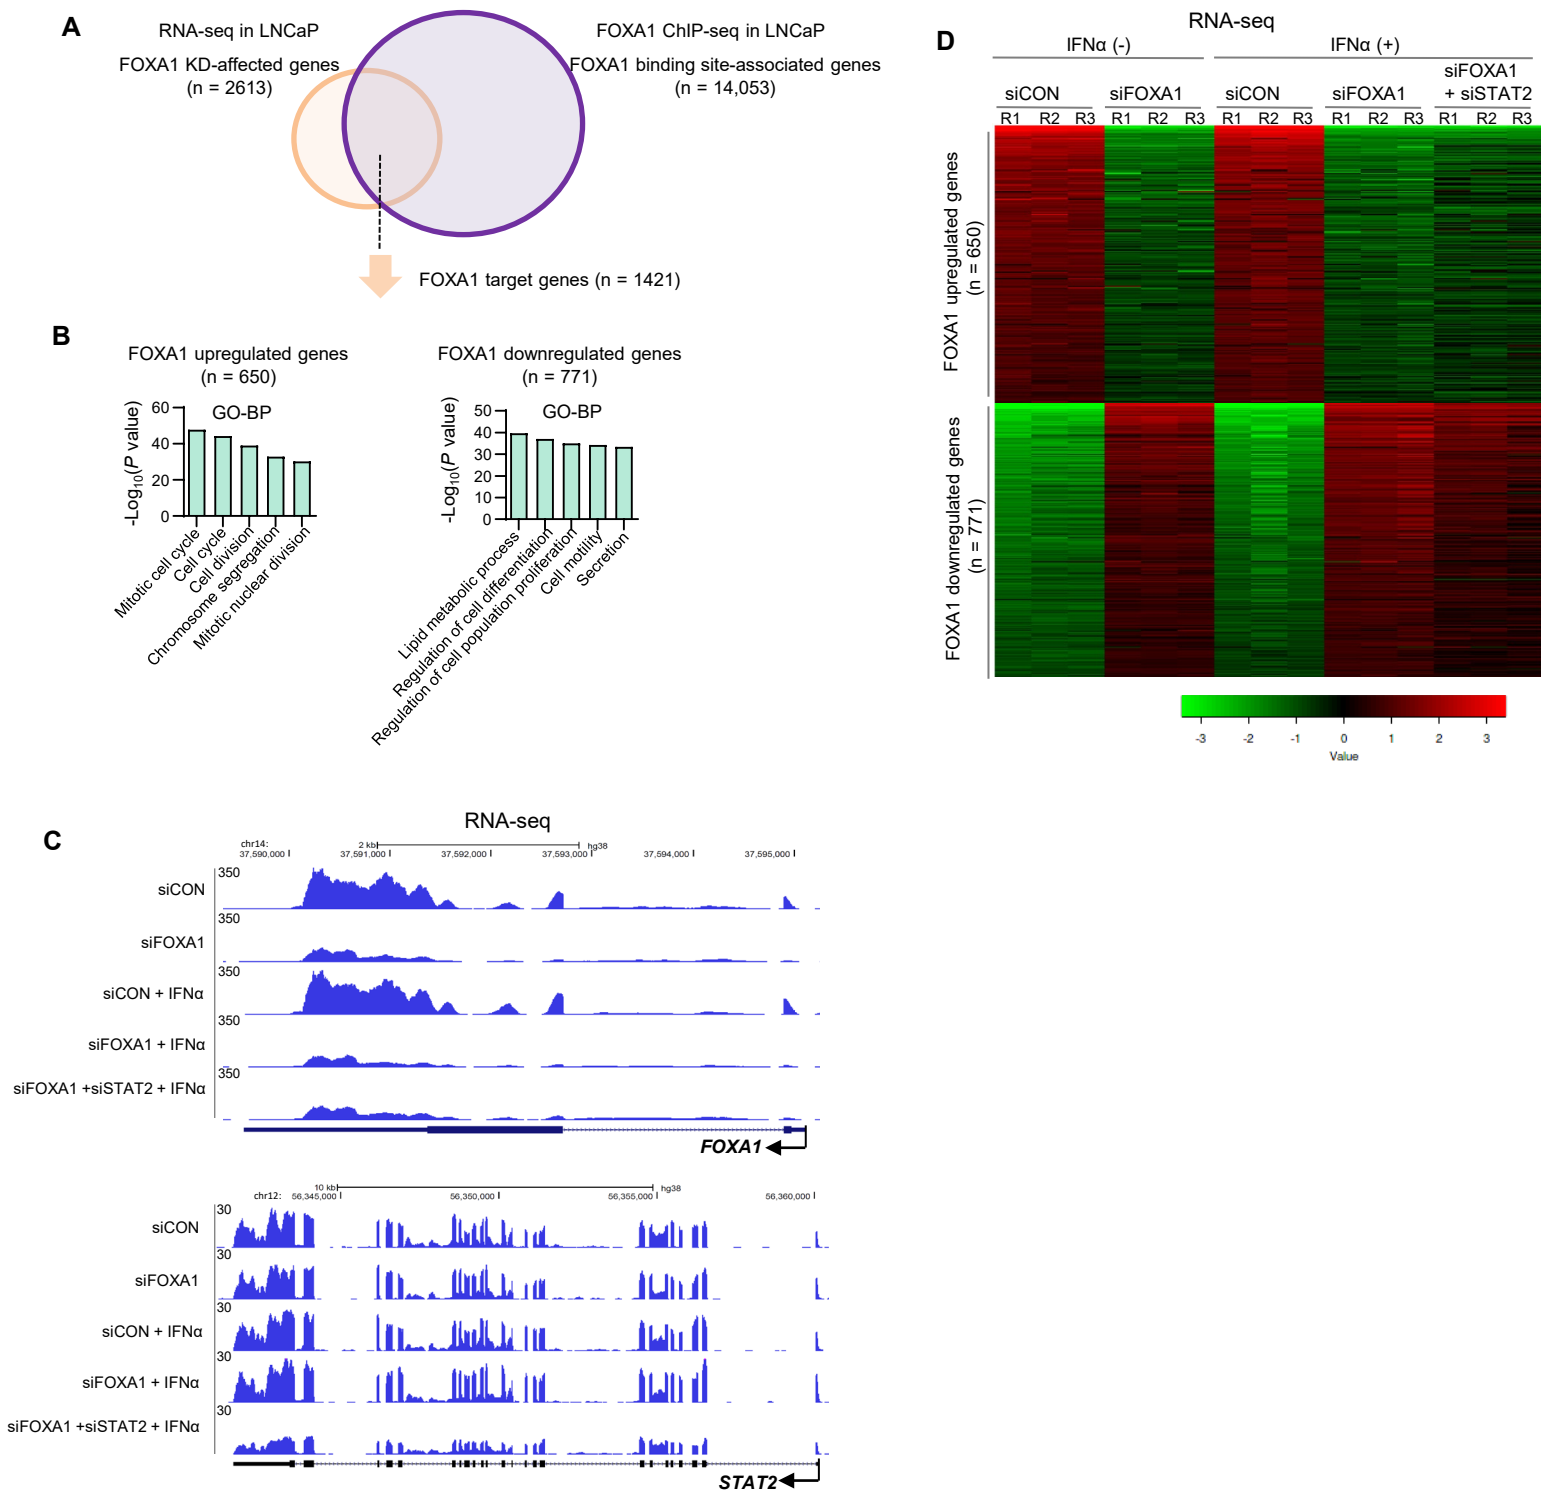 A
RNA-seq in LNCaP
FOXA1 KD-affected genes
(n = 2613)
FOXA1 ChIP-seq in LNCaP
FOXA1 binding site-associated genes
(n = 14,053)
FOXA1 target genes (n = 1421)
B
FOXA1 upregulated genes
(n = 650)
GO-BP
-Log10(P value)
60
40
20
0
Mitotic cell cycle
Cell cycle
Cell division
Chromosome segregation
Mitotic nuclear division
FOXA1 downregulated genes
(n = 771)
GO-BP
-Log10(P value)
50
40
30
20
10
0
Lipid metabolic process
Regulation of cell differentiation
Regulation of cell population proliferation
Cell motility
Secretion
C
RNA-seq
chr14:
2 kb
hg38
37,590,000
37,591,000
37,592,000
37,593,000
37,594,000
37,595,000
siCON
350
siFOXA1
350
siCON + IFNα
350
siFOXA1 + IFNα
350
siFOXA1 +siSTAT2 + IFNα
350
FOXA1
chr12:
10 kb
hg38
56,345,000
56,350,000
56,355,000
56,360,000
siCON
30
siFOXA1
30
siCON + IFNα
30
siFOXA1 + IFNα
30
siFOXA1 +siSTAT2 + IFNα
30
STAT2
D
RNA-seq
IFNα (-)
IFNα (+)
siCON
siFOXA1
siCON
siFOXA1
siFOXA1
+ siSTAT2
R1 R2 R3 R1 R2 R3 R1 R2 R3 R1 R2 R3 R1 R2 R3
FOXA1 upregulated genes
(n = 650)
FOXA1 downregulated genes
(n = 771)
-3 -2 -1 0 1 2 3
Value